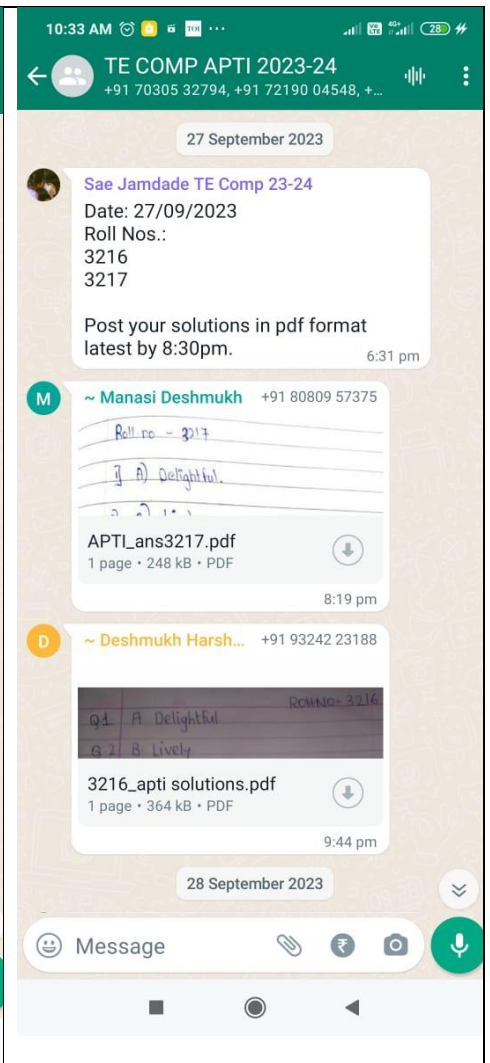 10:33 AM TOI ... 4G+ 28
TE COMP APTI 2023-24
+91 70305 32794, +91 72190 04548, +...
27 September 2023
Sae Jamdade TE Comp 23-24
Date: 27/09/2023
Roll Nos.:
3216
3217
Post your solutions in pdf format
latest by 8:30pm.
6:31 pm
M ~ Manasi Deshmukh +91 80809 57375
Roll no - 3217
1] A) Delightful.
APTI_ans3217.pdf
1 page • 248 kB • PDF
8:19 pm
D ~ Deshmukh Harsh... +91 93242 23188
ROLLNO- 3216
Q1 A Delightful
Q 2 B Lively
3216_apti solutions.pdf
1 page • 364 kB • PDF
9:44 pm
28 September 2023
Message ₹